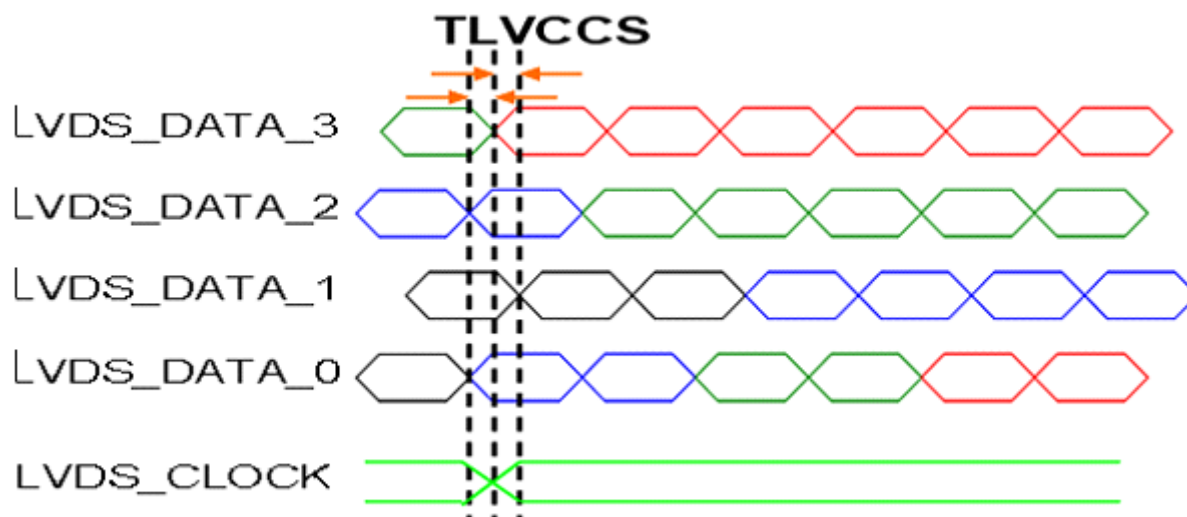 TLVCCS
LVDS_DATA_3
LVDS_DATA_2
LVDS_DATA_1
LVDS_DATA_0
LVDS_CLOCK